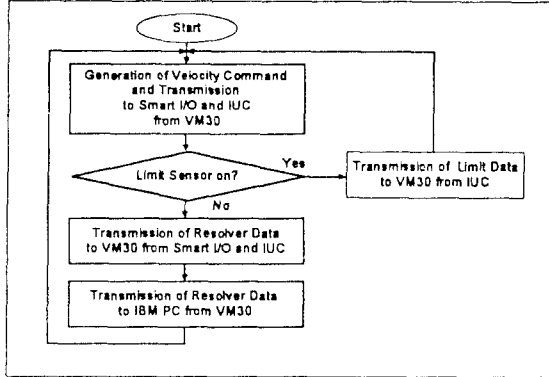 Start
Generation of Velocity Command
and Transmission
to Smart I/O and IUC
from VM30
Limit Sensor on?
Yes
Transmission of Limit Data
to VM30 from IUC
No
Transmission of Resolver Data
to VM30 from Smart I/O and IUC
Transmission of Resolver Data
to IBM PC from VM30